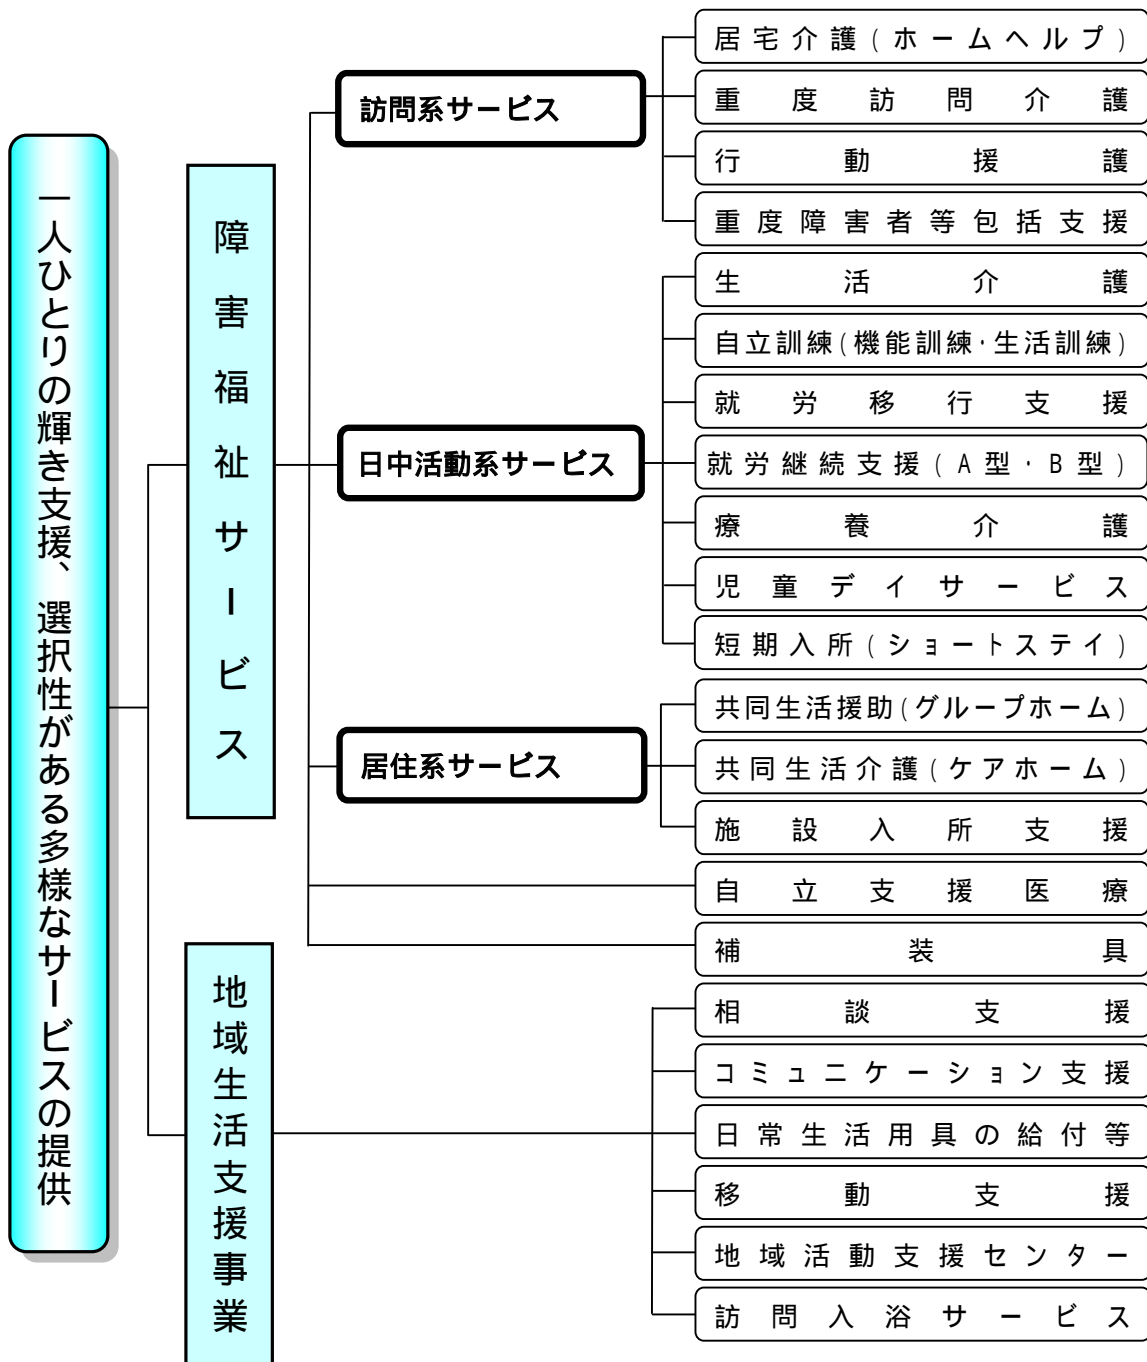 一人ひとりの輝き支援、選択性がある多様なサービスの提供
障害福祉サービス
訪問系サービス
居宅介護(ホームヘルプ)
重度訪問介護
行動援護
重度障害者等包括支援
日中活動系サービス
生活介護
自立訓練(機能訓練・生活訓練)
就労移行支援
就労継続支援(A型・B型)
療養介護
児童デイサービス
短期入所(ショートステイ)
居住系サービス
共同生活援助(グループホーム)
共同生活介護(ケアホーム)
施設入所支援
自立支援医療
補装具
地域生活支援事業
相談支援
コミュニケーション支援
日常生活用具の給付等
移動支援
地域活動支援センター
訪問入浴サービス